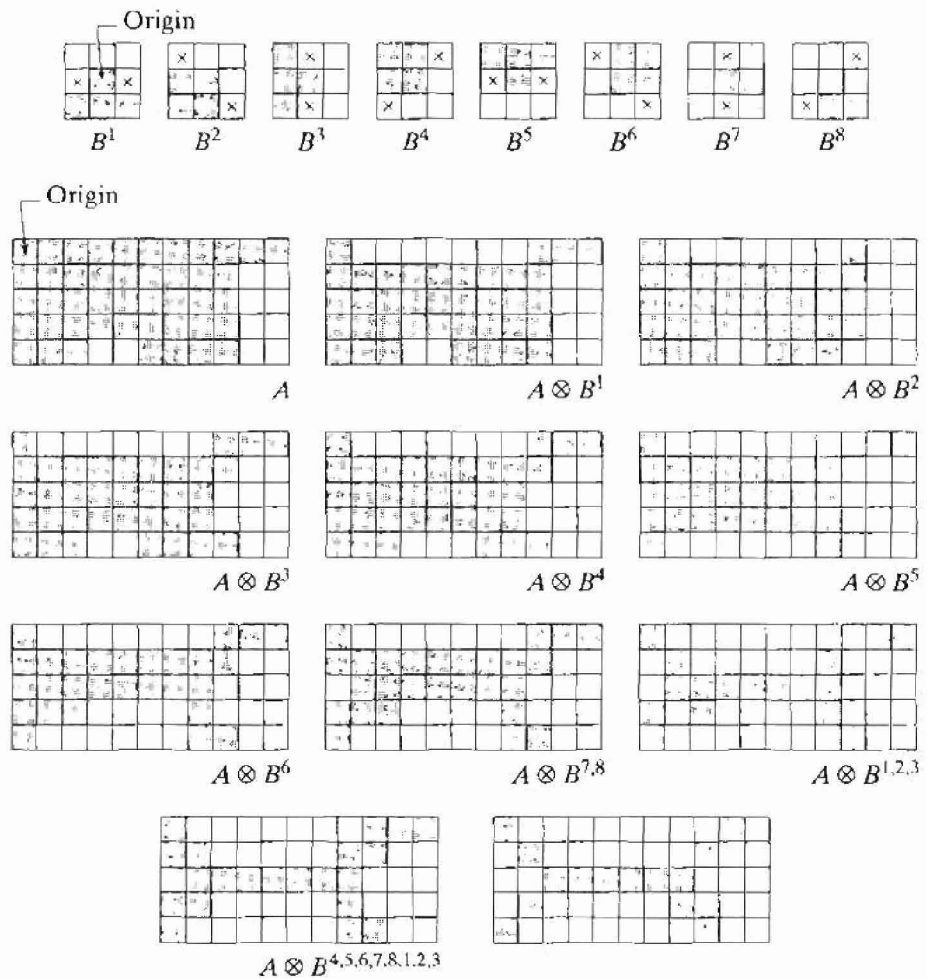 Origin
B¹ B² B³ B⁴ B⁵ B⁶ B⁷ B⁸
Origin
A A ⊗ B¹ A ⊗ B²
A ⊗ B³ A ⊗ B⁴ A ⊗ B⁵
A ⊗ B⁶ A ⊗ B⁷,⁸ A ⊗ B¹,²,³
A ⊗ B⁴,⁵,⁶,⁷,⁸,¹,²,³